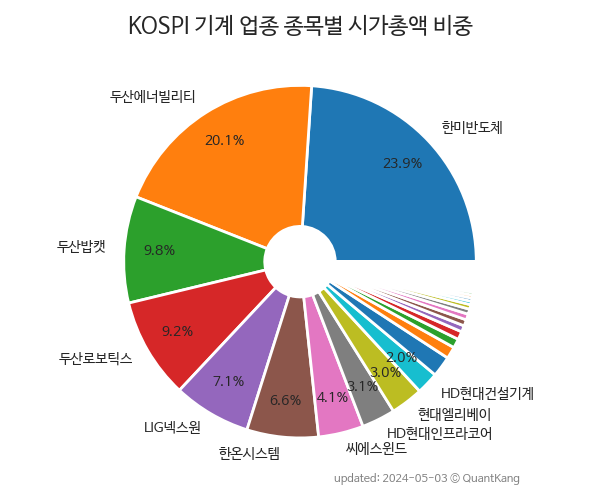 KOSPI 기계 업종 종목별 시가총액 비중
한미반도체
23.9%
두산에너빌리티
20.1%
두산밥캣
9.8%
두산로보틱스
9.2%
LIG넥스원
7.1%
한온시스템
6.6%
씨에스윈드
4.1%
HD현대인프라코어
3.1%
현대엘리베이
3.0%
HD현대건설기계
2.0%
updated: 2024-05-03 © QuantKang